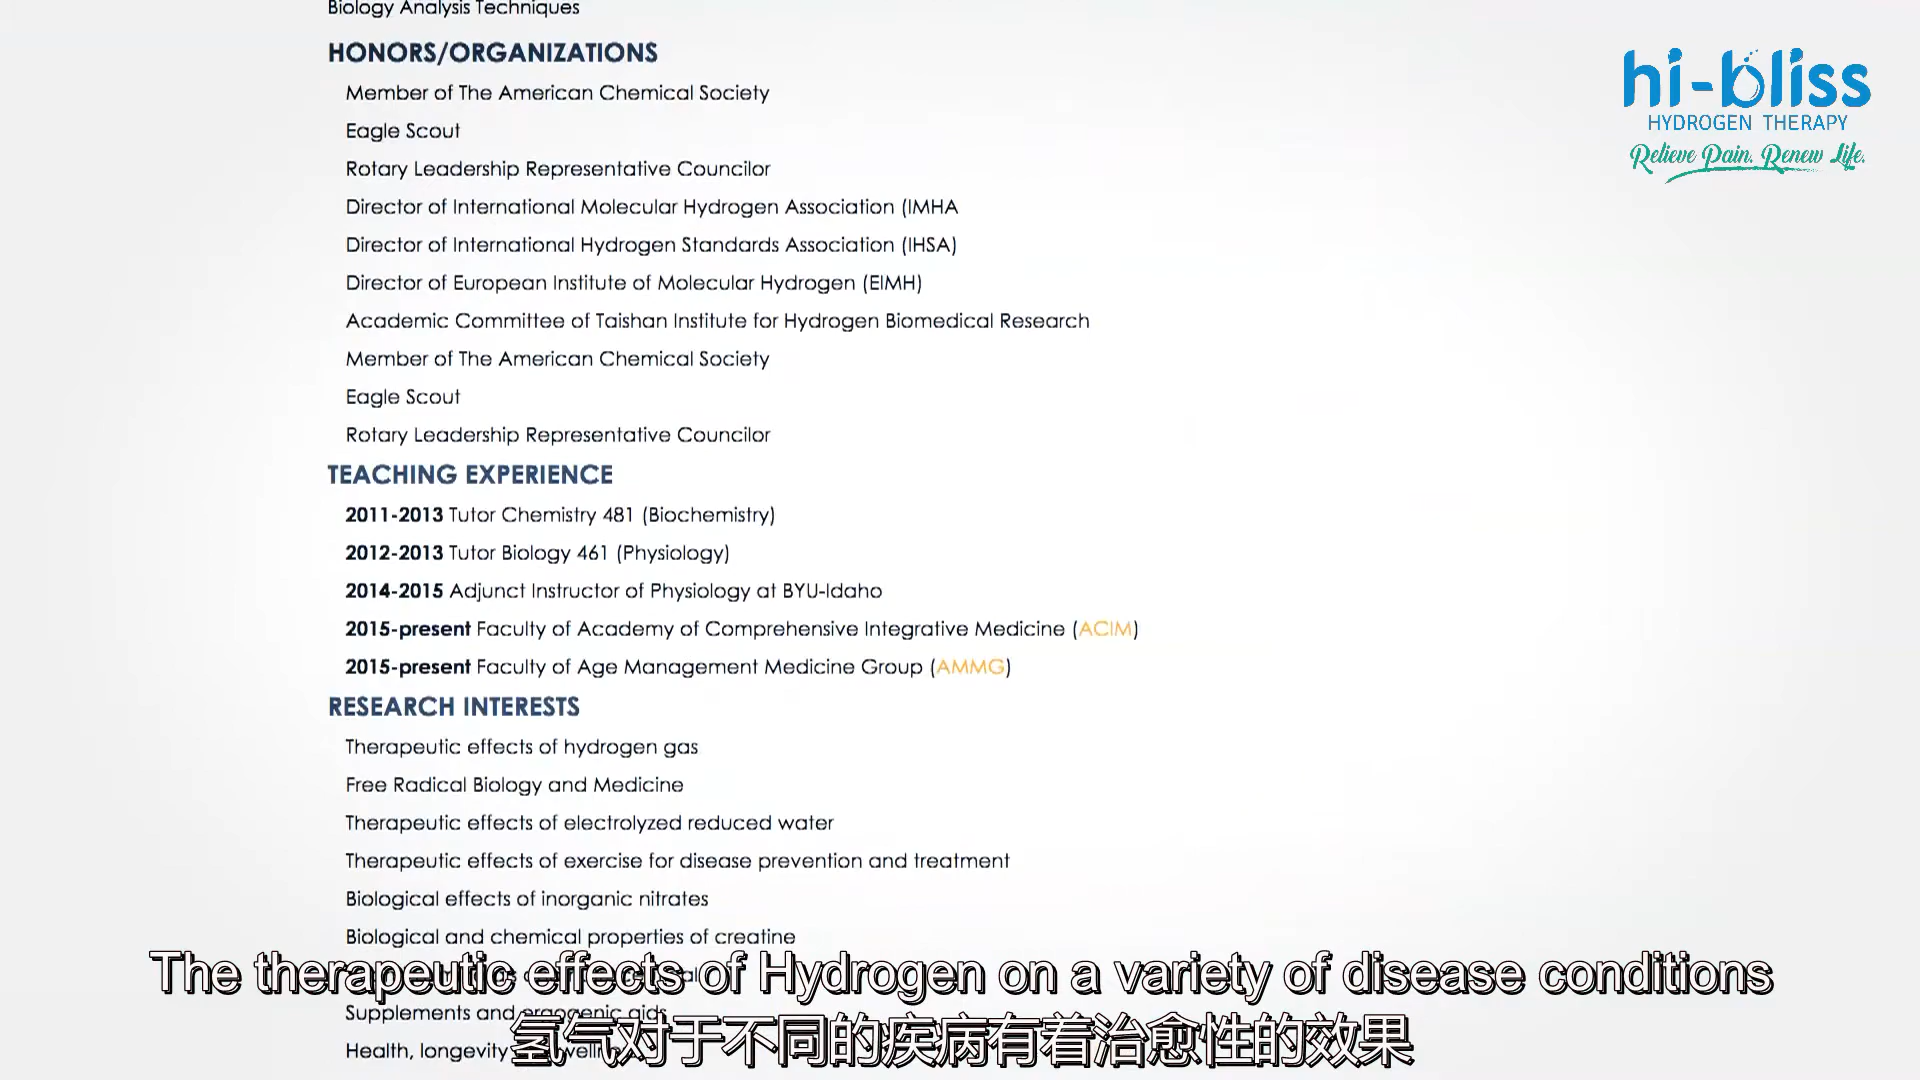 Biology Analysis Techniques
HONORS/ORGANIZATIONS
Member of The American Chemical Society
Eagle Scout
Rotary Leadership Representative Councilor
Director of International Molecular Hydrogen Association (IMHA
Director of International Hydrogen Standards Association (IHSA)
Director of European Institute of Molecular Hydrogen (EIMH)
Academic Committee of Taishan Institute for Hydrogen Biomedical Research
Member of The American Chemical Society
Eagle Scout
Rotary Leadership Representative Councilor
TEACHING EXPERIENCE
2011-2013 Tutor Chemistry 481 (Biochemistry)
2012-2013 Tutor Biology 461 (Physiology)
2014-2015 Adjunct Instructor of Physiology at BYU-Idaho
2015-present Faculty of Academy of Comprehensive Integrative Medicine (ACIM)
2015-present Faculty of Age Management Medicine Group (AMMG)
RESEARCH INTERESTS
Therapeutic effects of hydrogen gas
Free Radical Biology and Medicine
Therapeutic effects of electrolyzed reduced water
Therapeutic effects of exercise for disease prevention and treatment
Biological effects of inorganic nitrates
Biological and chemical properties of creatine
Supplements and ergogenic aids
Health, longevity
hi-bliss
HYDROGEN THERAPY
Relieve Pain. Renew Life.
The therapeutic effects of Hydrogen on a variety of disease conditions
氢气对于不同的疾病有着治愈性的效果